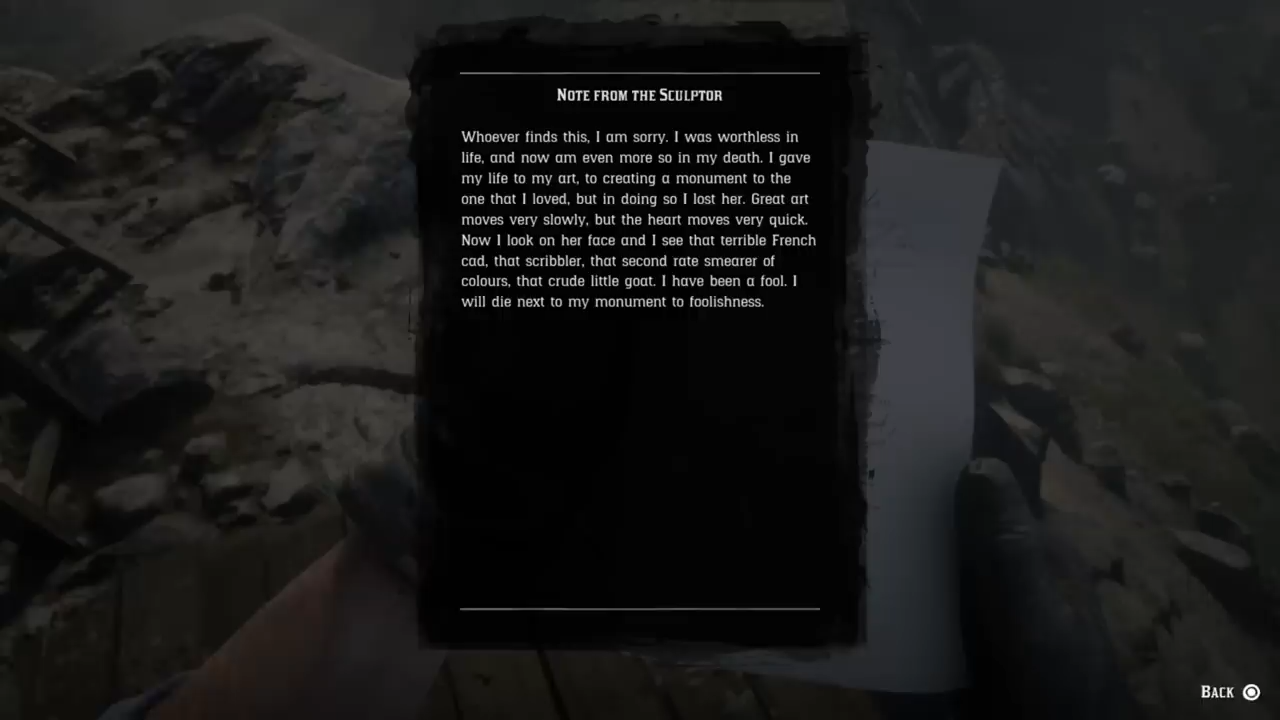 Note from the Sculptor
Whoever finds this, I am sorry. I was worthless in
life, and now am even more so in my death. I gave
my life to my art, to creating a monument to the
one that I loved, but in doing so I lost her. Great art
moves very slowly, but the heart moves very quick.
Now I look on her face and I see that terrible French
cad, that scribbler, that second rate smearer of
colours, that crude little goat. I have been a fool. I
will die next to my monument to foolishness.
Back